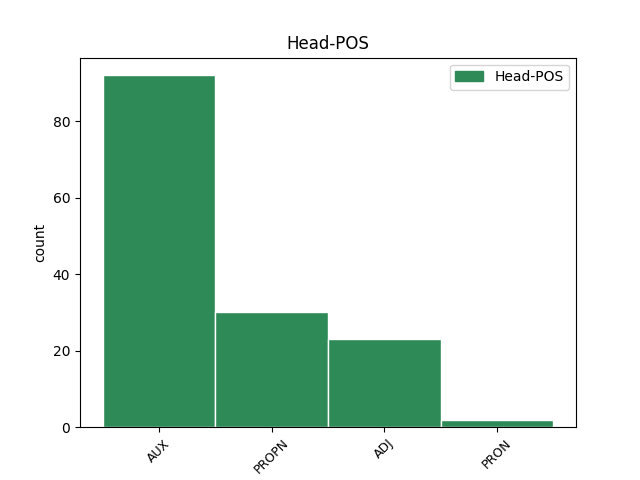 Head-POS
Head-POS
count
80
60
40
20
0
AUX
PROPN
ADJ
PRON